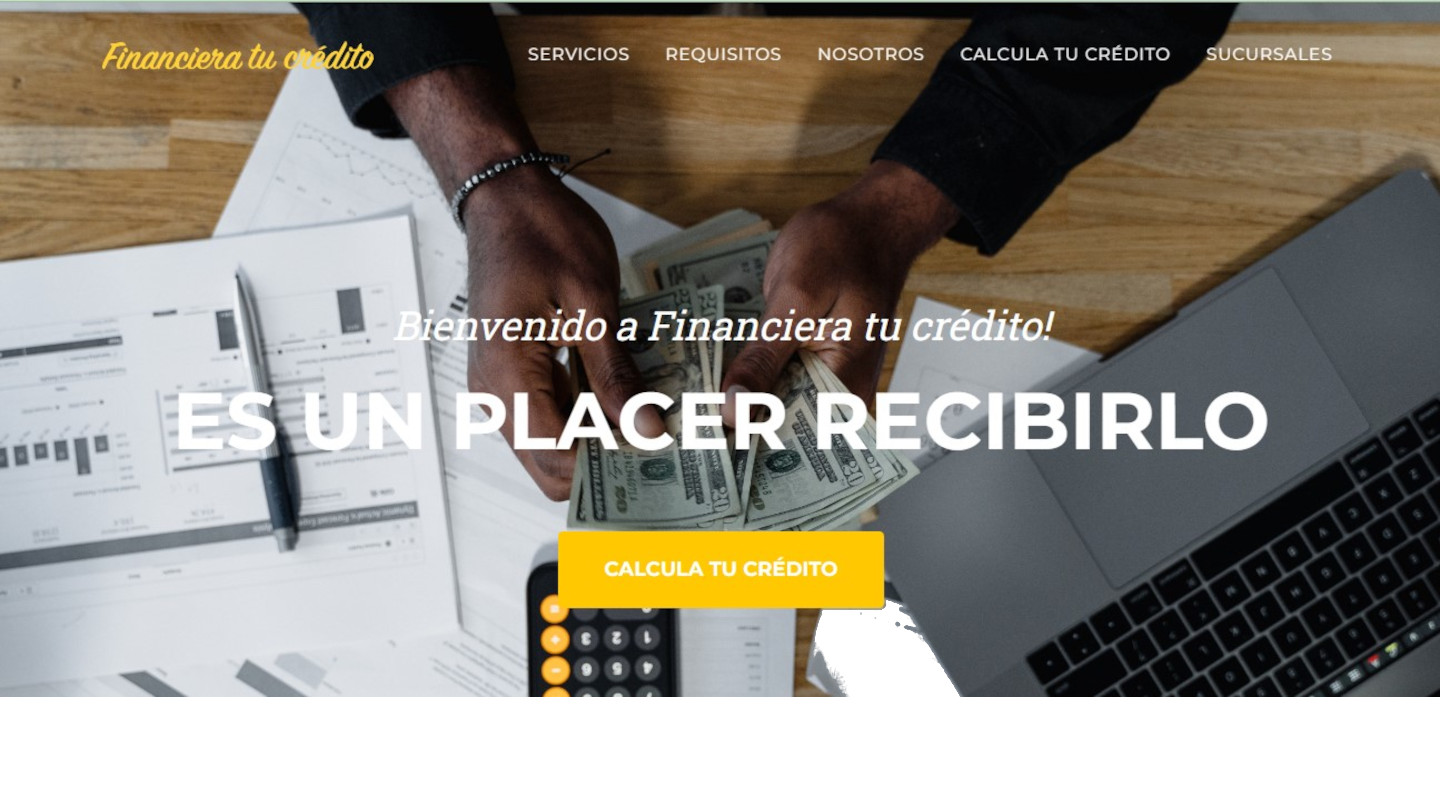 Financiera tu crédito
SERVICIOS REQUISITOS NOSOTROS CALCULA TU CRÉDITO SUCURSALES
Bienvenido a Financiera tu crédito!
ES UN PLACER RECIBIRLO
CALCULA TU CRÉDITO